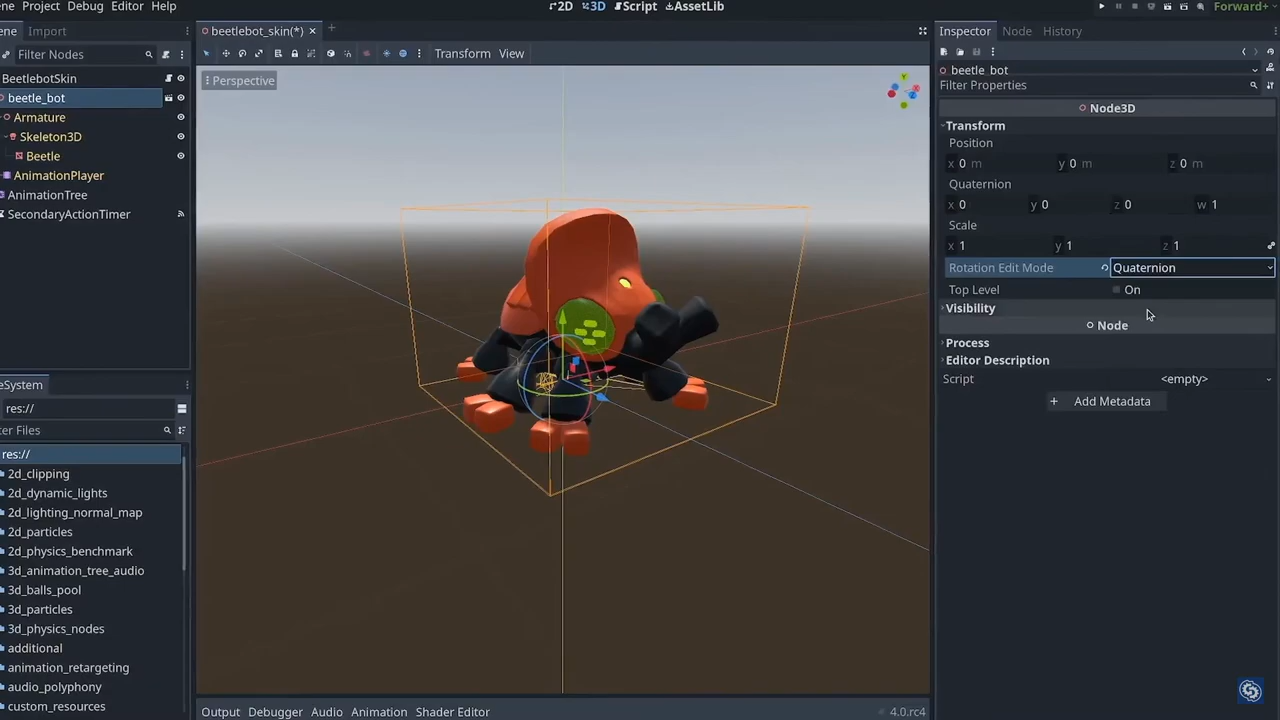 ene Project Debug Editor Help
2D 3D Script AssetLib
Forward+
ene Import
Filter Nodes
BeetlebotSkin
beetle_bot
Armature
Skeleton3D
Beetle
AnimationPlayer
AnimationTree
SecondaryActionTimer
eSystem
res://
ter Files
res://
2d_clipping
2d_dynamic_lights
2d_lighting_normal_map
2d_particles
2d_physics_benchmark
3d_animation_tree_audio
3d_balls_pool
3d_particles
3d_physics_nodes
additional
animation_retargeting
audio_polyphony
custom_resources
beetlebot_skin(*)
Transform View
Perspective
Output Debugger Audio Animation Shader Editor
4.0.rc4
Inspector Node History
beetle_bot
Filter Properties
Node3D
Transform
Position
x 0 m y 0 m z 0 m
Quaternion
x 0 y 0 z 0 w 1
Scale
x 1 y 1 z 1
Rotation Edit Mode Quaternion
Top Level On
Visibility
Node
Process
Editor Description
Script <empty>
+ Add Metadata